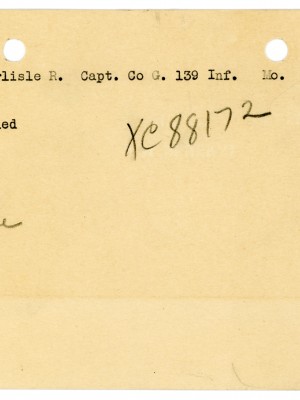 rlisle R. Capt. Co G. 139 Inf. Mo.
ed
XC88172